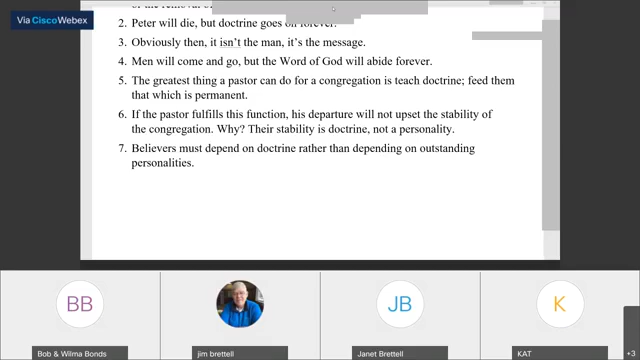 Via CiscoWebex
of the removal of
2. Peter will die, but doctrine goes on forever.
3. Obviously then, it isn't the man, it's the message.
4. Men will come and go, but the Word of God will abide forever.
5. The greatest thing a pastor can do for a congregation is teach doctrine; feed them
that which is permanent.
6. If the pastor fulfills this function, his departure will not upset the stability of
the congregation. Why? Their stability is doctrine, not a personality.
7. Believers must depend on doctrine rather than depending on outstanding
personalities.
BB
JB
K
Bob & Wilma Bonds
jim brettell
Janet Brettell
KAT
+3